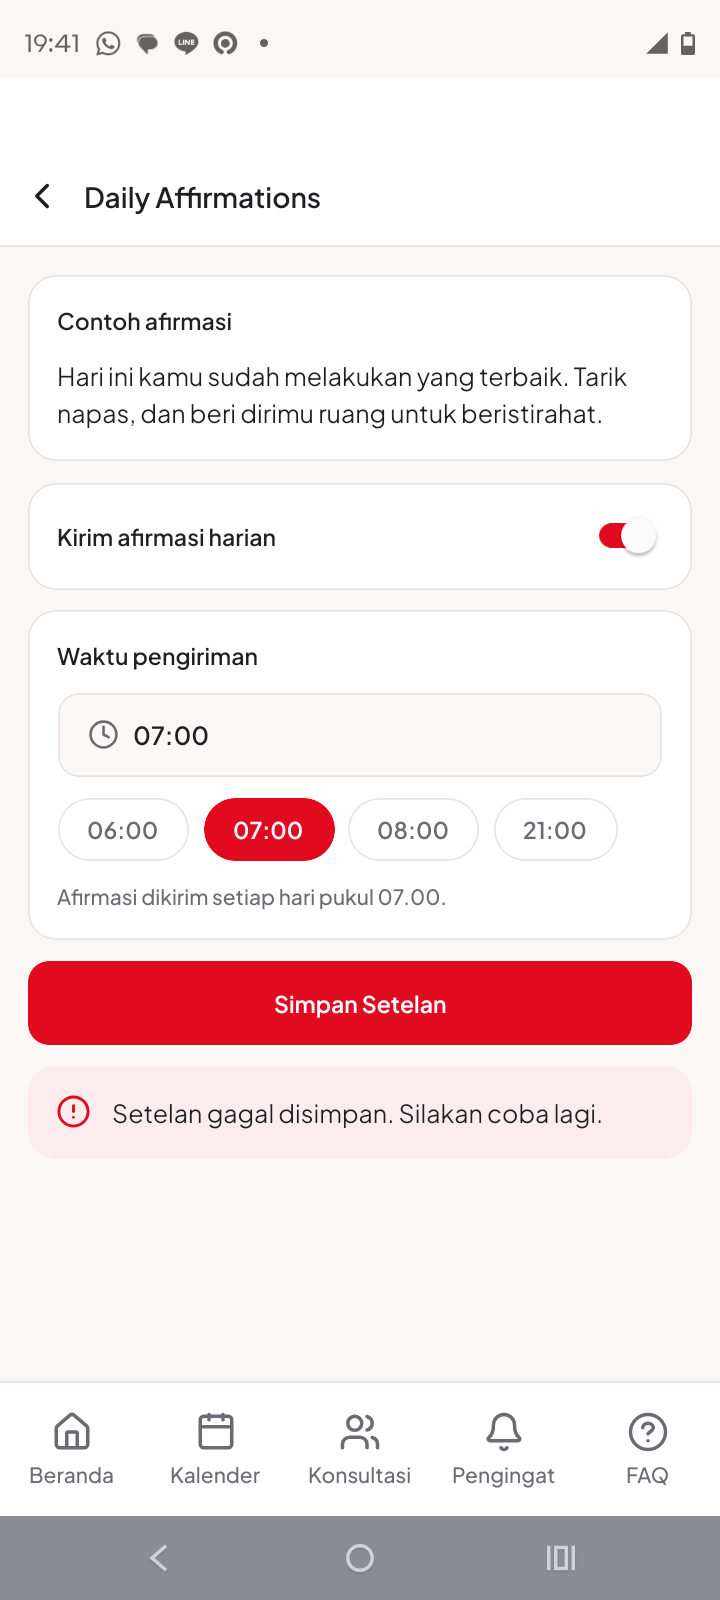 19:41
LINE
Daily Affirmations
Contoh afirmasi
Hari ini kamu sudah melakukan yang terbaik. Tarik
napas, dan beri dirimu ruang untuk beristirahat.
Kirim afirmasi harian
Waktu pengiriman
07:00
06:00 07:00 08:00 21:00
Afirmasi dikirim setiap hari pukul 07.00.
Simpan Setelan
Setelan gagal disimpan. Silakan coba lagi.
Beranda Kalender Konsultasi Pengingat FAQ